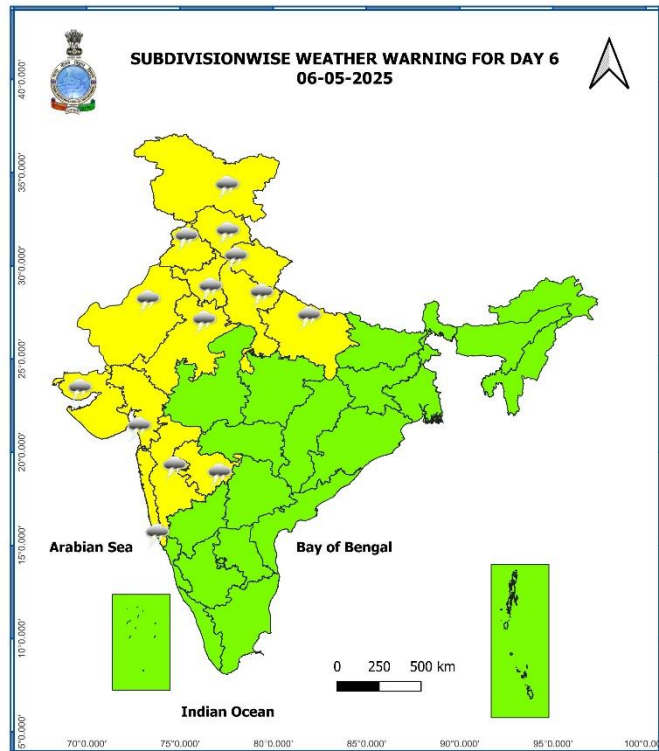 SUBDIVISIONWISE WEATHER WARNING FOR DAY 6
06-05-2025
40°0.000'
35°0.000'
30°0.000'
25°0.000'
20°0.000'
15°0.000'
10°0.000'
5°0.000'
Arabian Sea
Bay of Bengal
0 250 500 km
Indian Ocean
70°0.000' 75°0.000' 80°0.000' 85°0.000' 90°0.000' 95°0.000' 100°0.000'